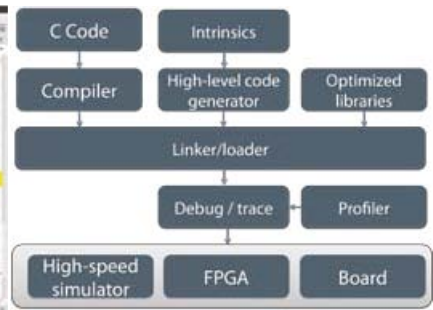 C Code
Intrinsics
Compiler
High-level code
generator
Optimized
libraries
Linker/loader
Debug / trace
Profiler
High-speed
simulator
FPGA
Board